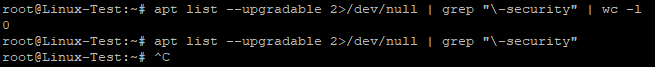 root@Linux-Test:~# apt list --upgradable 2>/dev/null | grep "\-security" | wc -l
0
root@Linux-Test:~# apt list --upgradable 2>/dev/null | grep "\-security"
root@Linux-Test:~# ^C